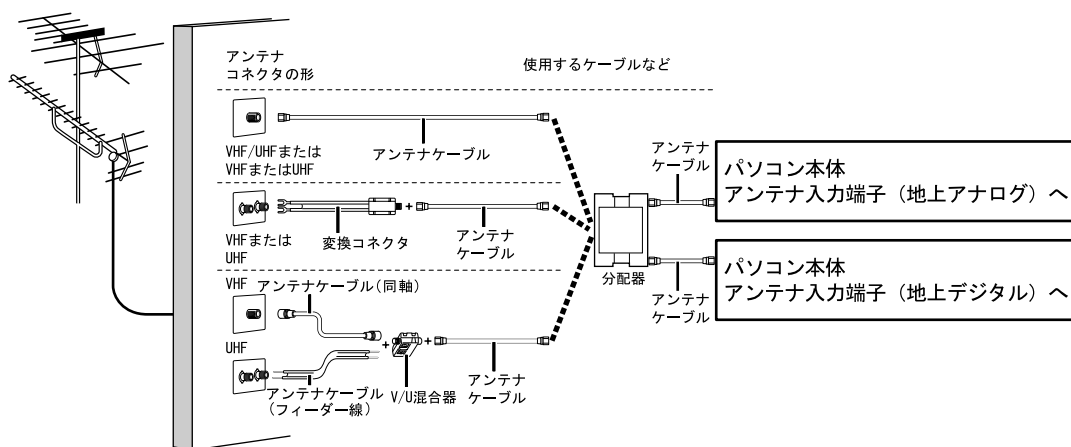 アンテナ
コネクタの形
使用するケーブルなど
VHF/UHFまたは
VHFまたはUHF
アンテナケーブル
VHFまたは
UHF
変換コネクタ
+
アンテナ
ケーブル
VHF
アンテナケーブル(同軸)
UHF
アンテナケーブル
(フィーダー線)
+
V/U混合器
+
アンテナ
ケーブル
分配器
アンテナ
ケーブル
パソコン本体
アンテナ入力端子（地上アナログ）へ
アンテナ
ケーブル
パソコン本体
アンテナ入力端子（地上デジタル）へ